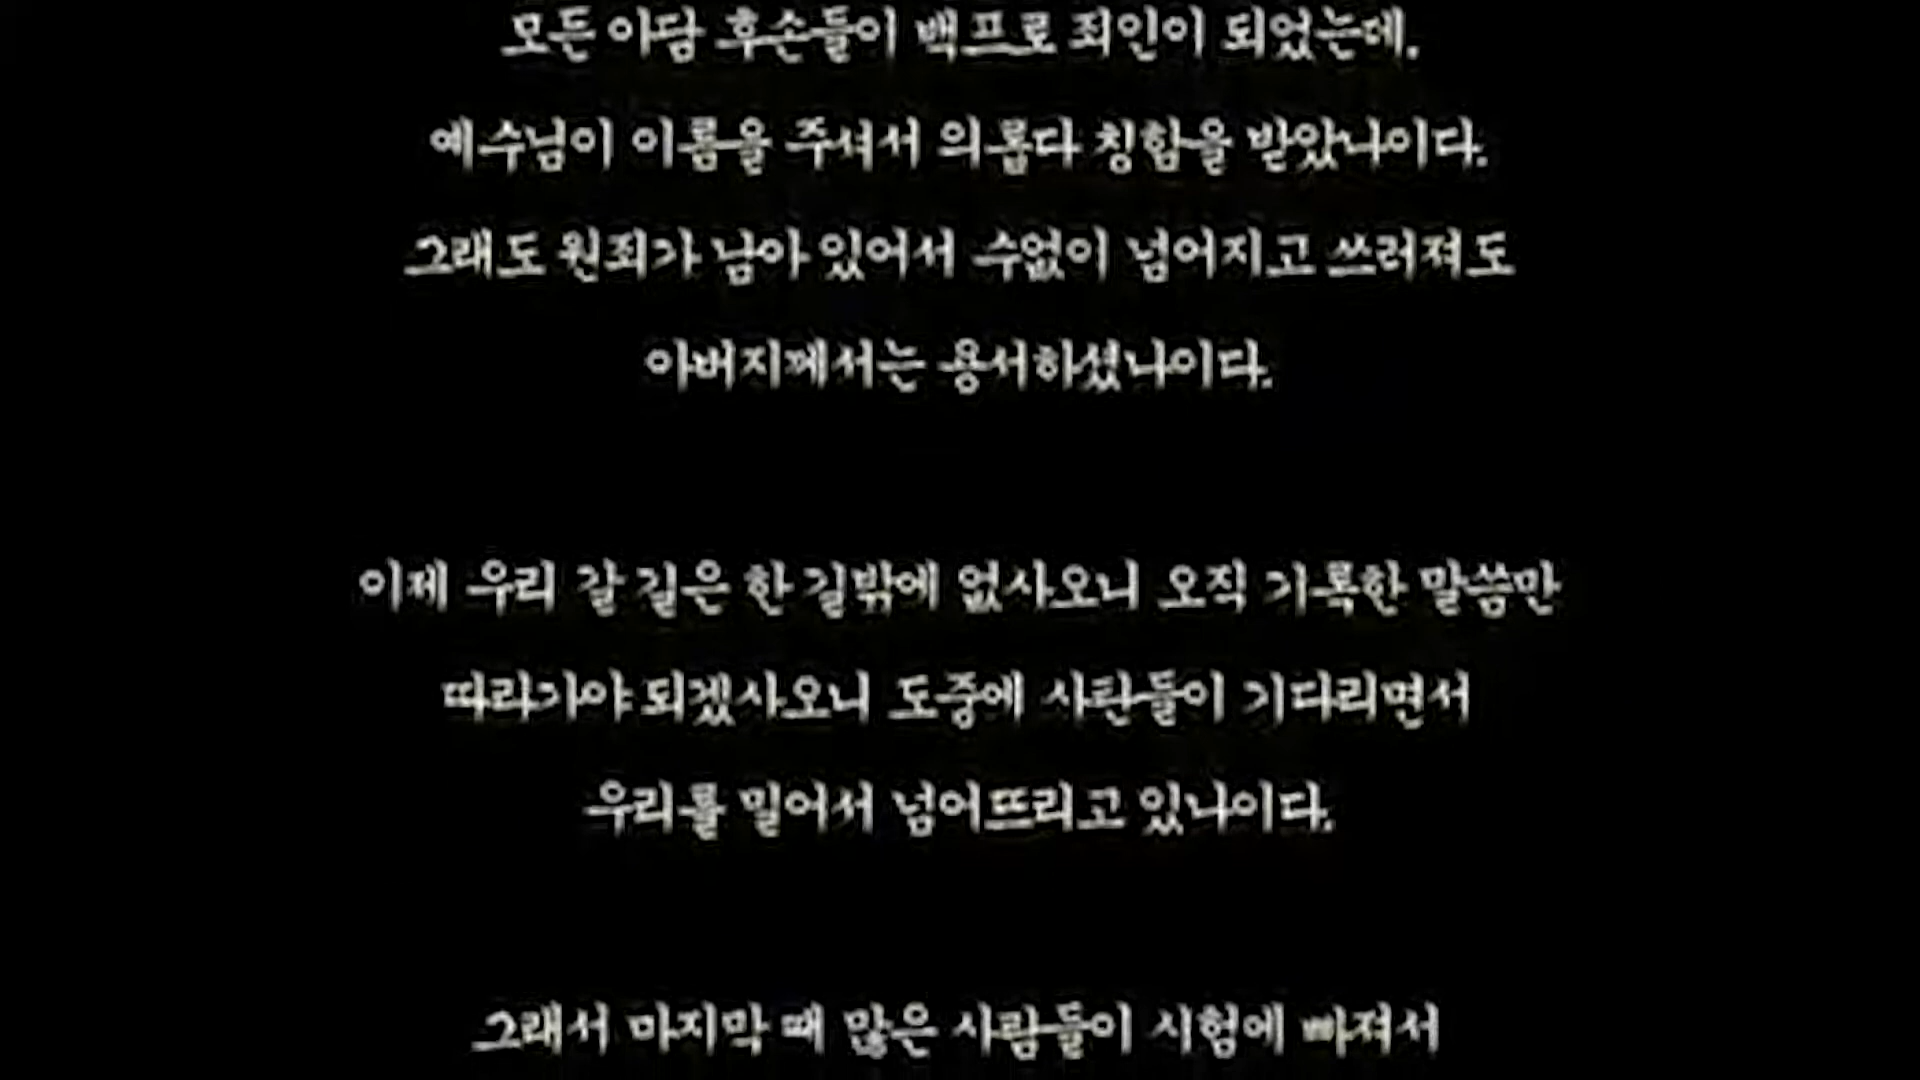 모든 아담 후손들이 백프로 죄인이 되었는데.
예수님이 이름을 주셔서 의롭다 칭함을 받았나이다.
그래도 원죄가 남아 있어서 수없이 넘어지고 쓰러져도
아버지께서는 용서하셨나이다.
이제 우리 갈 길은 한 길밖에 없사오니 오직 기록한 말씀만
따라가야 되겠사오니 도중에 사탄들이 기다리면서
우리를 밀어서 넘어뜨리고 있나이다.
그래서 마지막 때 많은 사람들이 시험에 빠져서